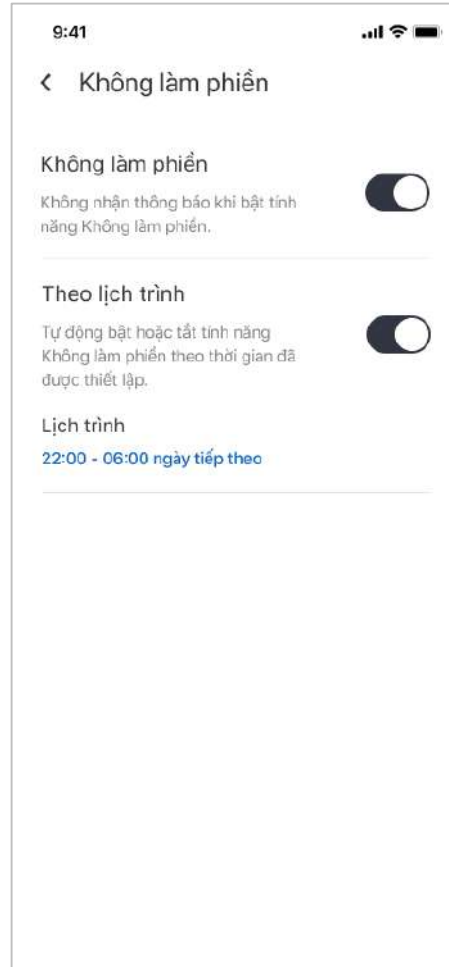 9:41
Không làm phiền
Không làm phiền
Không nhận thông báo khi bật tính
năng Không làm phiền.
Theo lịch trình
Tự động bật hoặc tắt tính năng
Không làm phiền theo thời gian đã
được thiết lập.
Lịch trình
22:00 - 06:00 ngày tiếp theo